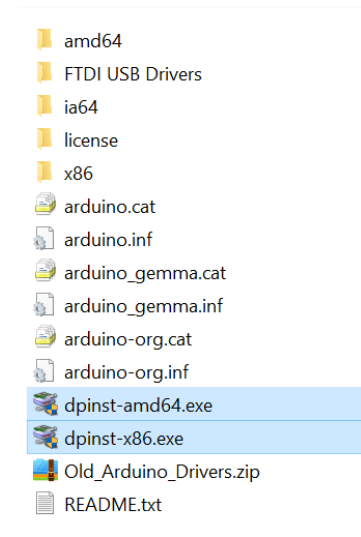 amd64
FTDI USB Drivers
ia64
license
x86
arduino.cat
arduino.inf
arduino_gemma.cat
arduino_gemma.inf
arduino-org.cat
arduino-org.inf
dpinst-amd64.exe
dpinst-x86.exe
Old_Arduino_Drivers.zip
README.txt